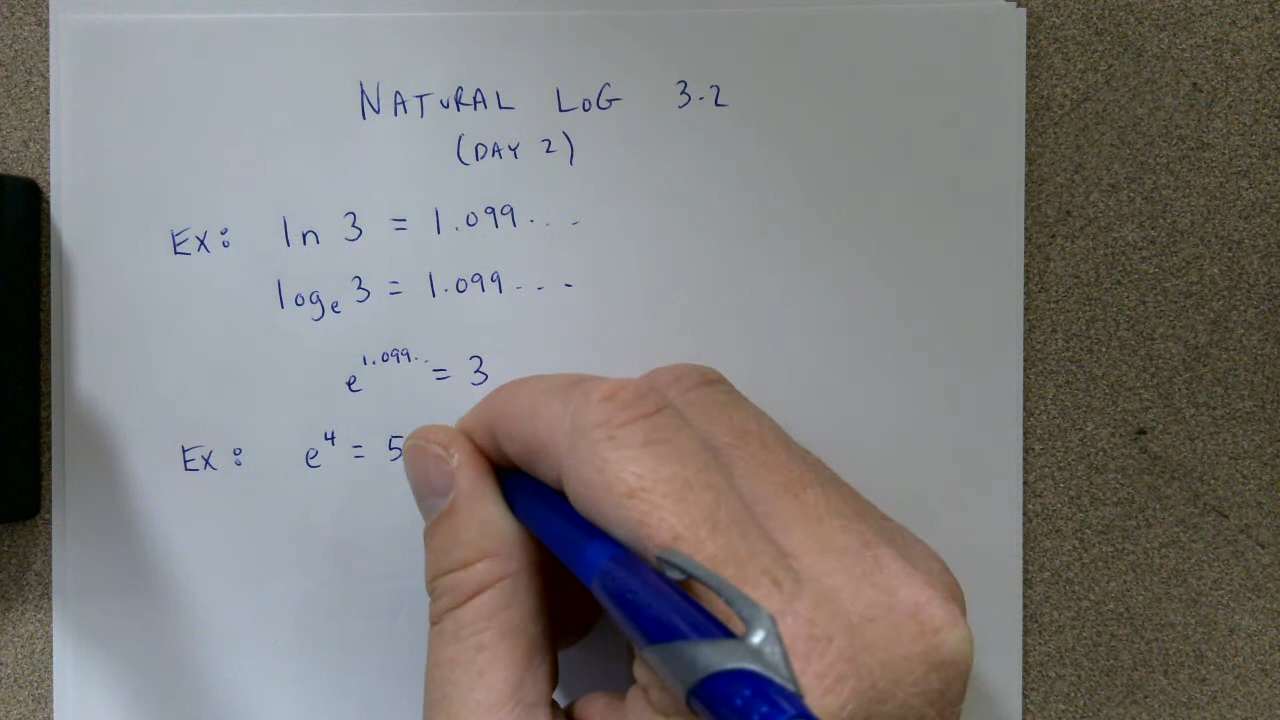 NATURAL LOG 3.2
(DAY 2)
Ex: ln 3 = 1.099...
logₑ 3 = 1.099...
e^1.099.. = 3
Ex: e^4 = 5